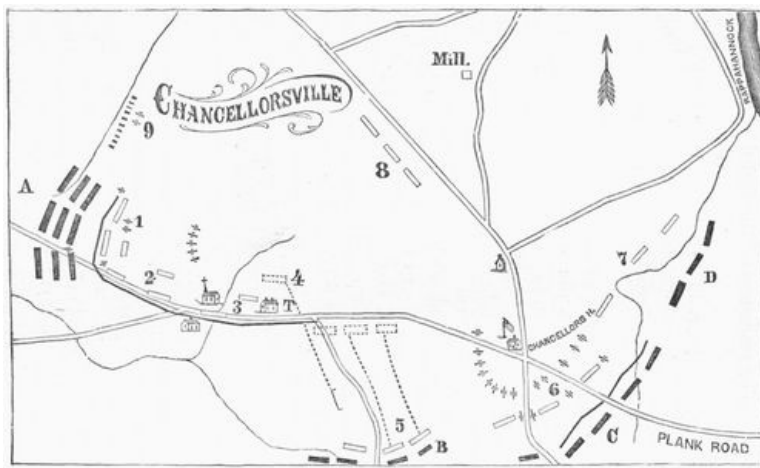 CHANCELLORSVILLE
Mill.
RAPPAHANNOCK
9
8
A
1
2
3
4
T
7
D
CHANCELLORS H.
6
5
B
C
PLANK ROAD